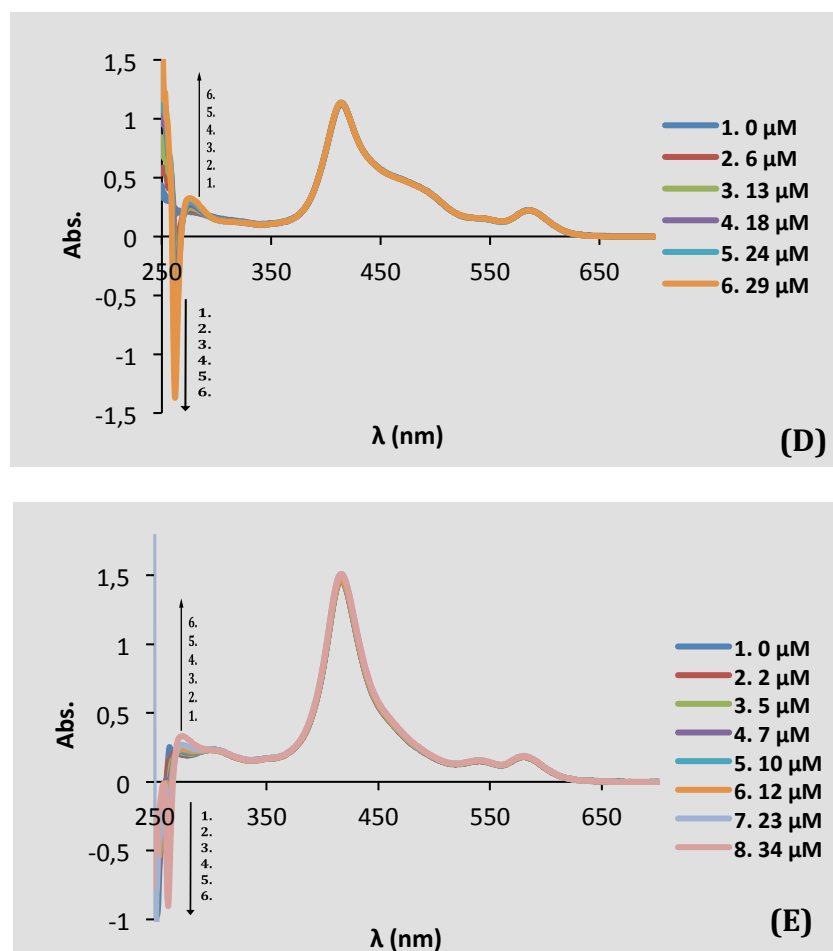 1,5
1
0,5
0
-0,5
-1
-1,5
250
350
450
550
650
Abs.
λ (nm)
6.
5.
4.
3.
2.
1.
1.
2.
3.
4.
5.
6.
1. 0 μM
2. 6 μM
3. 13 μM
4. 18 μM
5. 24 μM
6. 29 μM
(D)
1,5
1
0,5
0
-0,5
-1
250
350
450
550
650
Abs.
λ (nm)
6.
5.
4.
3.
2.
1.
1.
2.
3.
4.
5.
6.
1. 0 μM
2. 2 μM
3. 5 μM
4. 7 μM
5. 10 μM
6. 12 μM
7. 23 μM
8. 34 μM
(E)